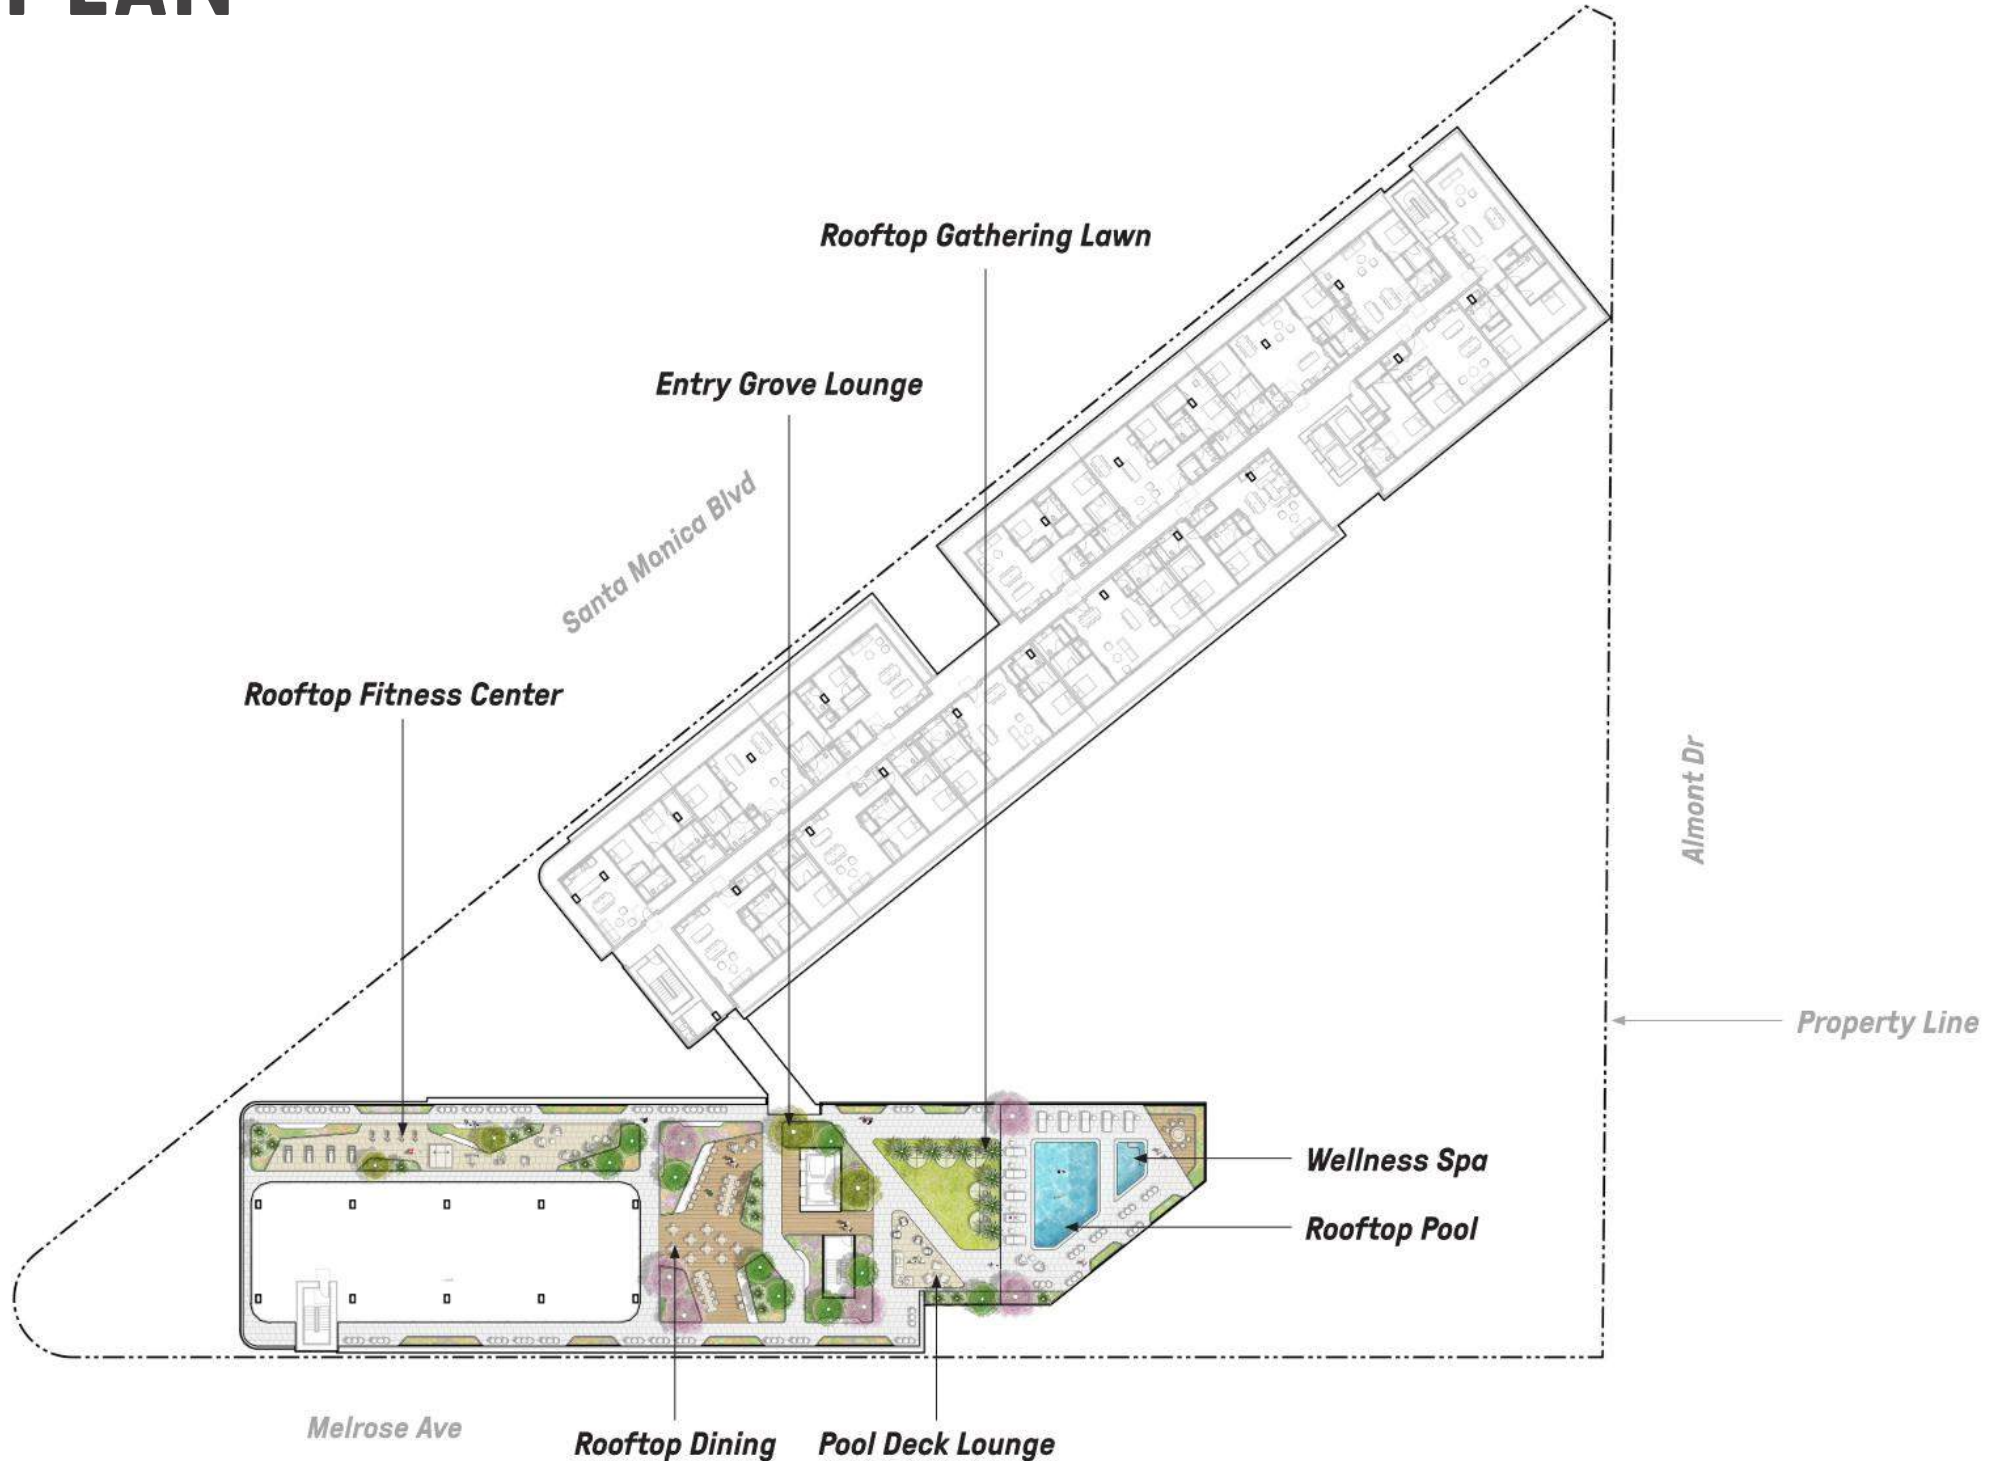 PLAN
Rooftop Gathering Lawn
Entry Grove Lounge
Santa Monica Blvd
Rooftop Fitness Center
Almont Dr
Property Line
Wellness Spa
Rooftop Pool
Melrose Ave
Rooftop Dining
Pool Deck Lounge